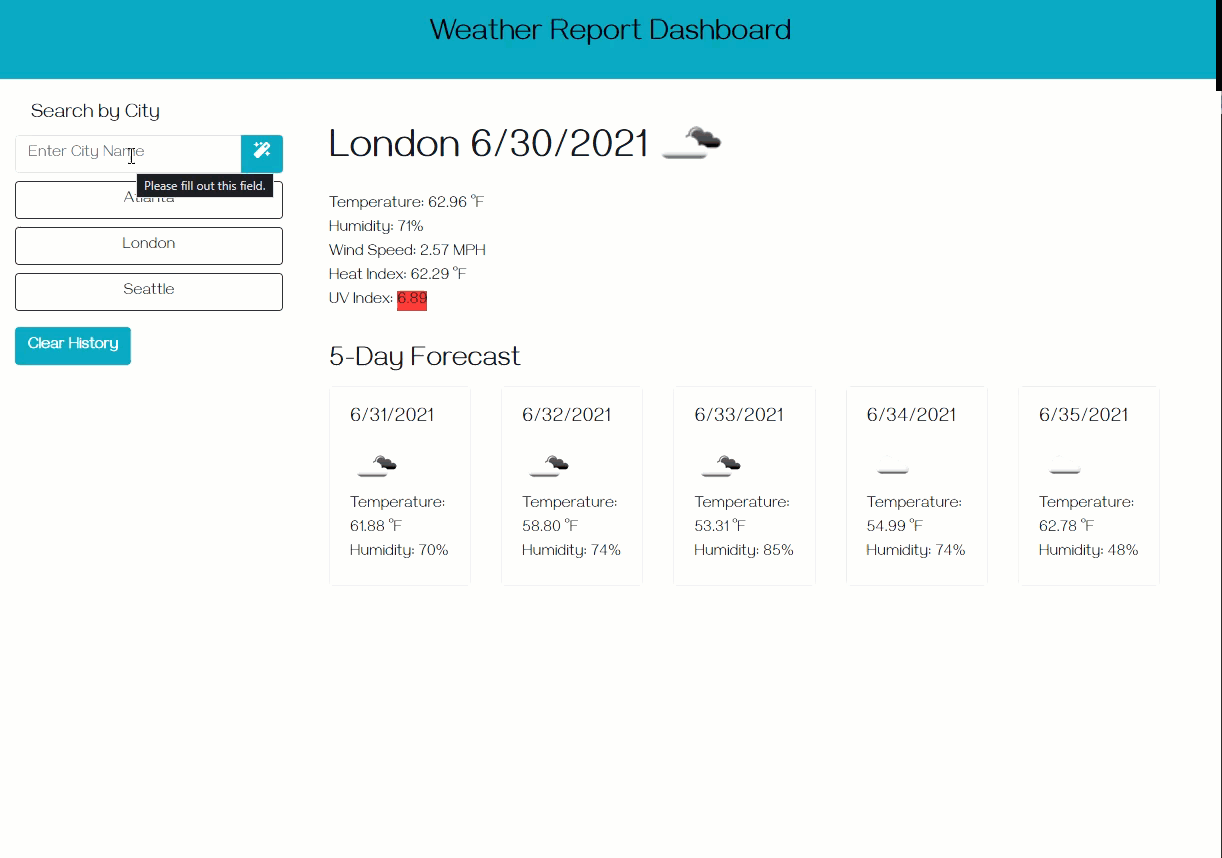 Weather Report Dashboard
Search by City
Enter City Name
Please fill out this field.
Atlanta
London
Seattle
Clear History
London 6/30/2021
Temperature: 62.96 °F
Humidity: 71%
Wind Speed: 2.57 MPH
Heat Index: 62.29 °F
UV Index: 6.89
5-Day Forecast
6/31/2021
Temperature:
61.88 °F
Humidity: 70%
6/32/2021
Temperature:
58.80 °F
Humidity: 74%
6/33/2021
Temperature:
53.31 °F
Humidity: 85%
6/34/2021
Temperature:
54.99 °F
Humidity: 74%
6/35/2021
Temperature:
62.78 °F
Humidity: 48%